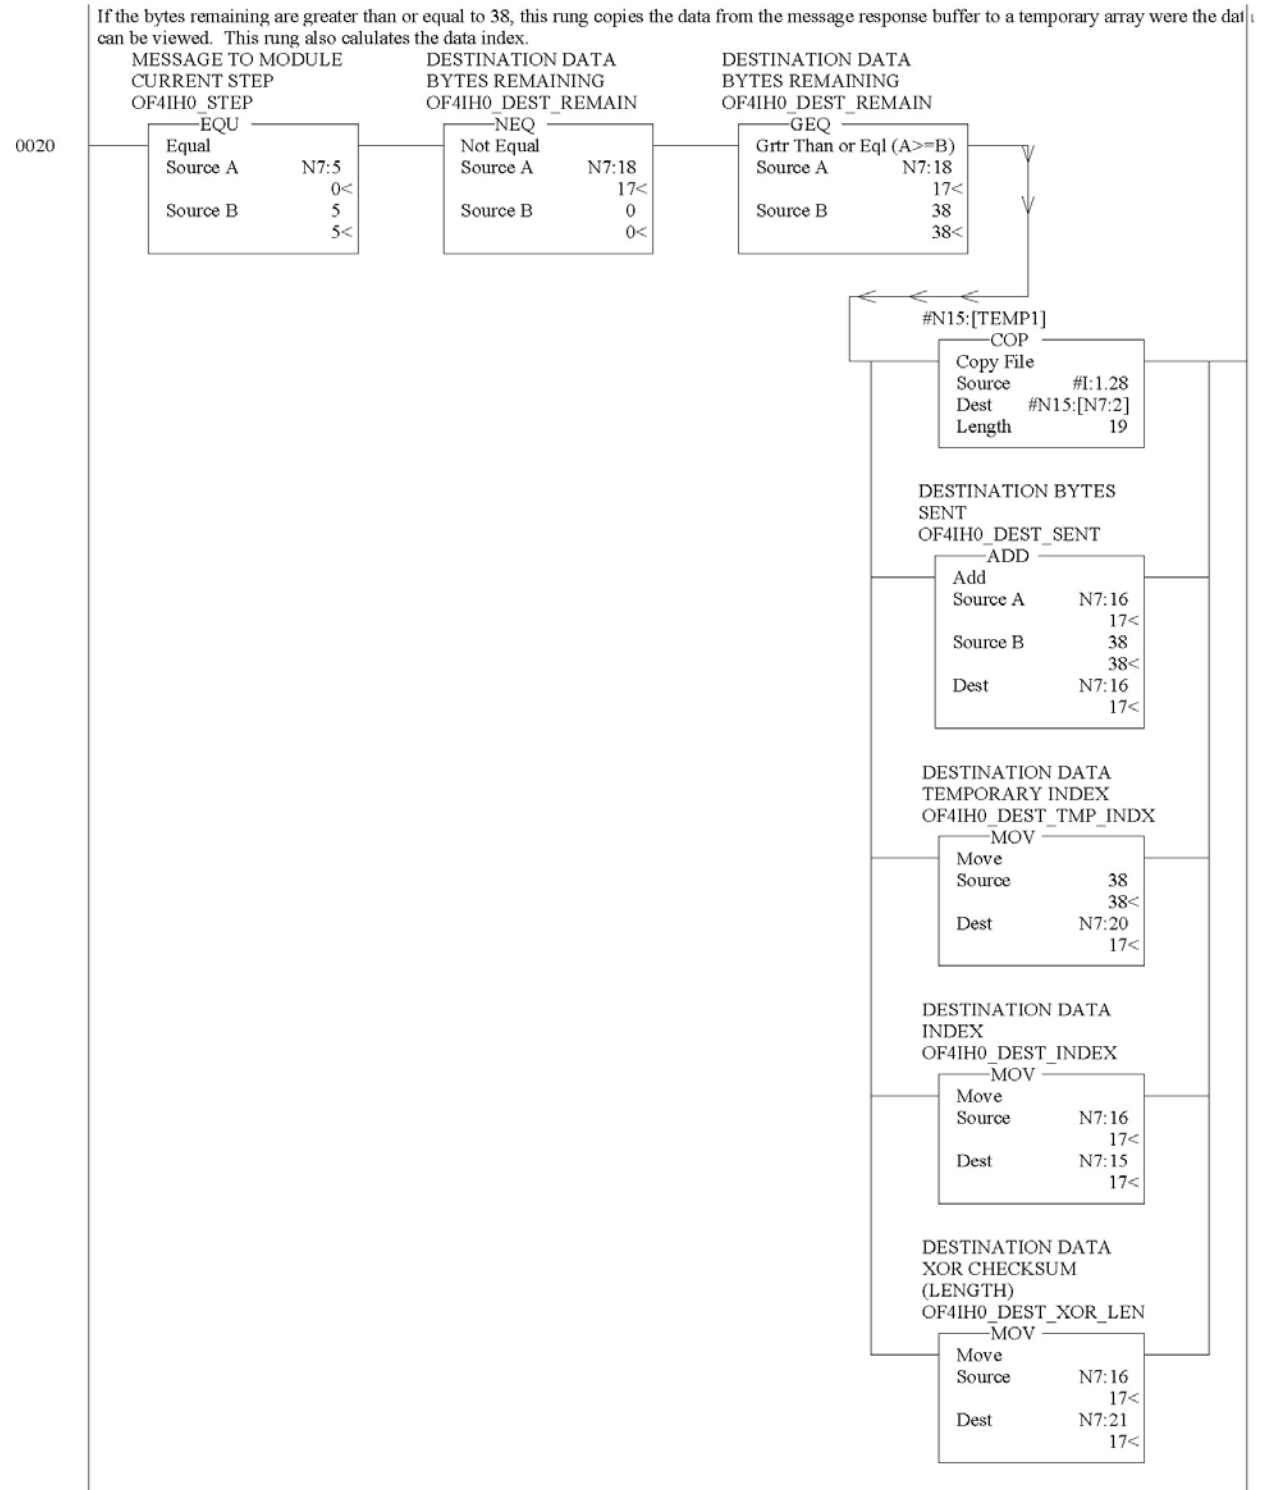 If the bytes remaining are greater than or equal to 38, this rung copies the data from the message response buffer to a temporary array were the dat
can be viewed.  This rung also calulates the data index.
MESSAGE TO MODULE
CURRENT STEP
OF4IH0_STEP
EQU
Equal
Source A N7:5
0<
Source B 5
5<
DESTINATION DATA
BYTES REMAINING
OF4IH0_DEST_REMAIN
NEQ
Not Equal
Source A N7:18
17<
Source B 0
0<
DESTINATION DATA
BYTES REMAINING
OF4IH0_DEST_REMAIN
GEQ
Grtr Than or Eql (A>=B)
Source A N7:18
17<
Source B 38
38<
0020
#N15:[TEMP1]
COP
Copy File
Source #I:1.28
Dest #N15:[N7:2]
Length 19
DESTINATION BYTES
SENT
OF4IH0_DEST_SENT
ADD
Add
Source A N7:16
17<
Source B 38
38<
Dest N7:16
17<
DESTINATION DATA
TEMPORARY INDEX
OF4IH0_DEST_TMP_INDX
MOV
Move
Source 38
38<
Dest N7:20
17<
DESTINATION DATA
INDEX
OF4IH0_DEST_INDEX
MOV
Move
Source N7:16
17<
Dest N7:15
17<
DESTINATION DATA
XOR CHECKSUM
(LENGTH)
OF4IH0_DEST_XOR_LEN
MOV
Move
Source N7:16
17<
Dest N7:21
17<